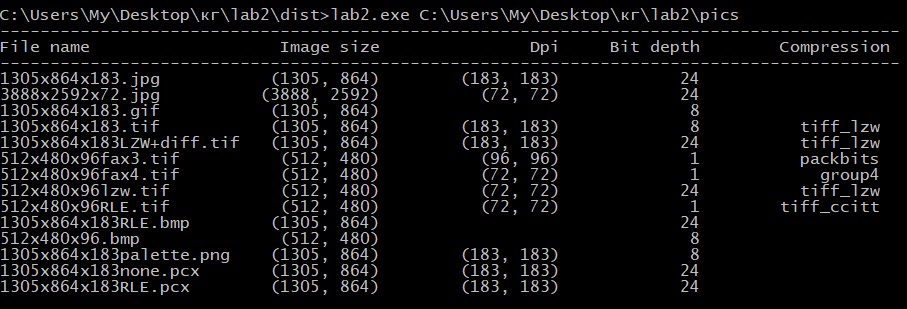 C:\Users\My\Desktop\кг\lab2\dist>lab2.exe C:\Users\My\Desktop\кг\lab2\pics
File name Image size Dpi Bit depth Compression
1305x864x183.jpg (1305, 864) (183, 183) 24
3888x2592x72.jpg (3888, 2592) (72, 72) 24
1305x864x183.gif (1305, 864) 8
1305x864x183.tif (1305, 864) (183, 183) 8 tiff_lzw
1305x864x183LZW+diff.tif (1305, 864) (183, 183) 24 tiff_lzw
512x480x96fax3.tif (512, 480) (96, 96) 1 packbits
512x480x96fax4.tif (512, 480) (72, 72) 1 group4
512x480x96lzw.tif (512, 480) (72, 72) 24 tiff_lzw
512x480x96RLE.tif (512, 480) (72, 72) 1 tiff_ccitt
1305x864x183RLE.bmp (1305, 864) 24
512x480x96.bmp (512, 480) 8
1305x864x183palette.png (1305, 864) (183, 183) 8
1305x864x183none.pcx (1305, 864) (183, 183) 24
1305x864x183RLE.pcx (1305, 864) (183, 183) 24